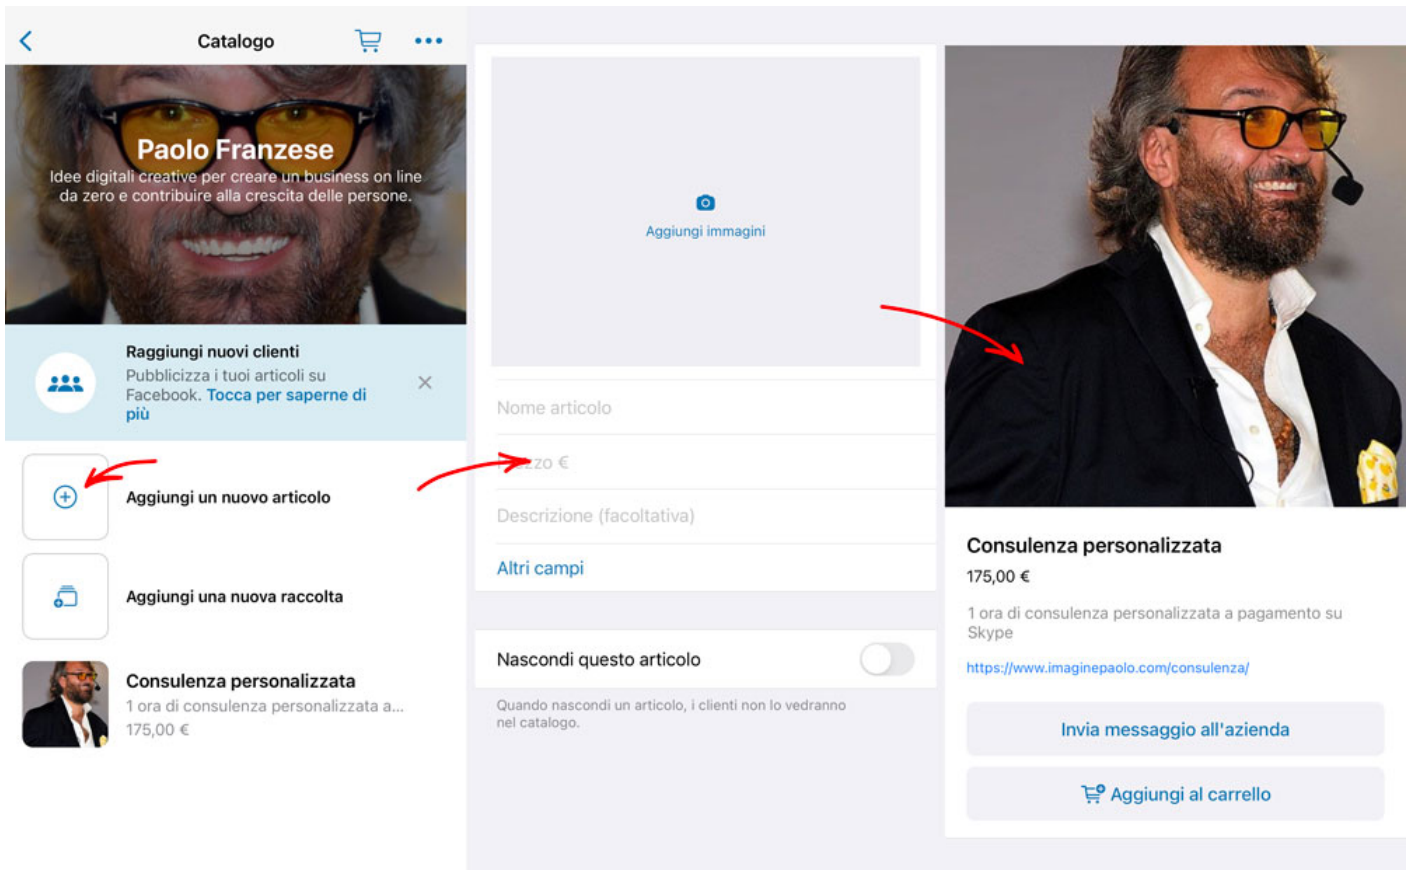 Catalogo
Paolo Franzese
Idee digitali creative per creare un business on line
da zero e contribuire alla crescita delle persone.
Raggiungi nuovi clienti
Pubblicizza i tuoi articoli su
Facebook. Tocca per saperne di
più
Aggiungi un nuovo articolo
Aggiungi una nuova raccolta
Consulenza personalizzata
1 ora di consulenza personalizzata a...
175,00 €
Aggiungi immagini
Nome articolo
Prezzo €
Descrizione (facoltativa)
Altri campi
Nascondi questo articolo
Quando nascondi un articolo, i clienti non lo vedranno
nel catalogo.
Consulenza personalizzata
175,00 €
1 ora di consulenza personalizzata a pagamento su
Skype
https://www.imaginepaolo.com/consulenza/
Invia messaggio all'azienda
Aggiungi al carrello